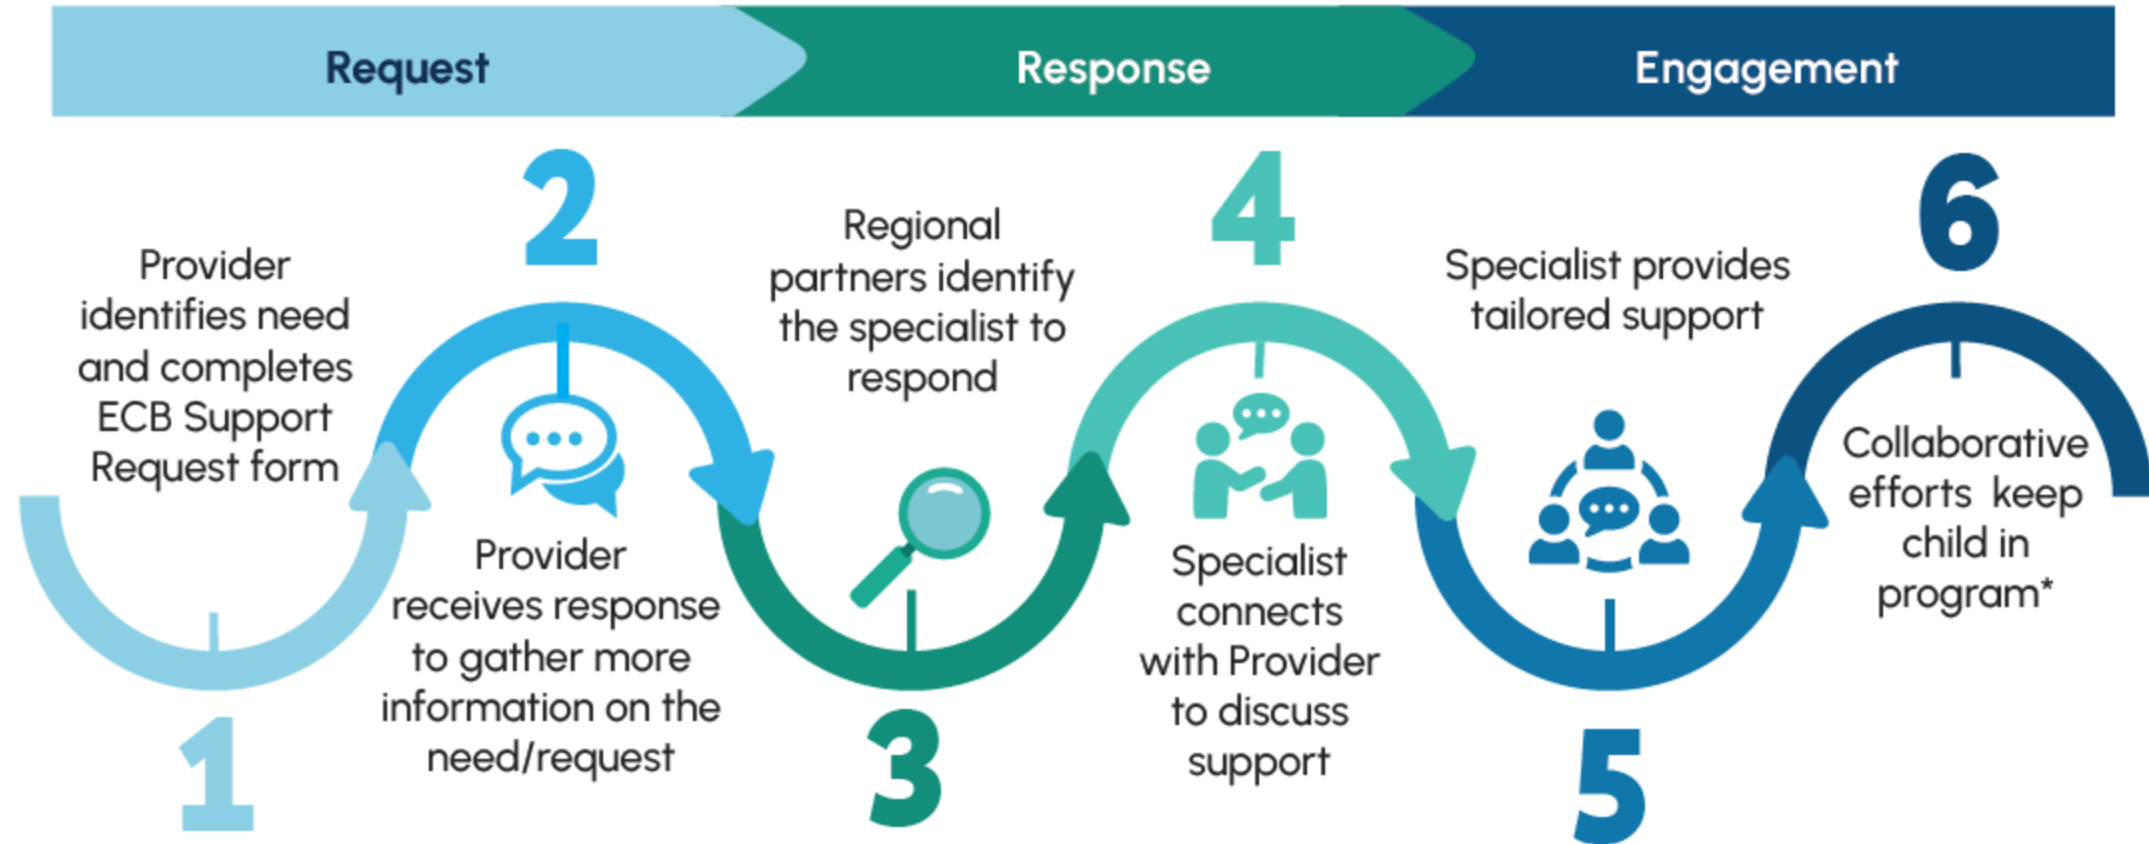 Request
Response
Engagement
1
Provider
identifies need
and completes
ECB Support
Request form
2
Provider
receives response
to gather more
information on the
need/request
3
Regional
partners identify
the specialist to
respond
4
Specialist
connects
with Provider
to discuss
support
5
Specialist provides
tailored support
6
Collaborative
efforts keep
child in
program*